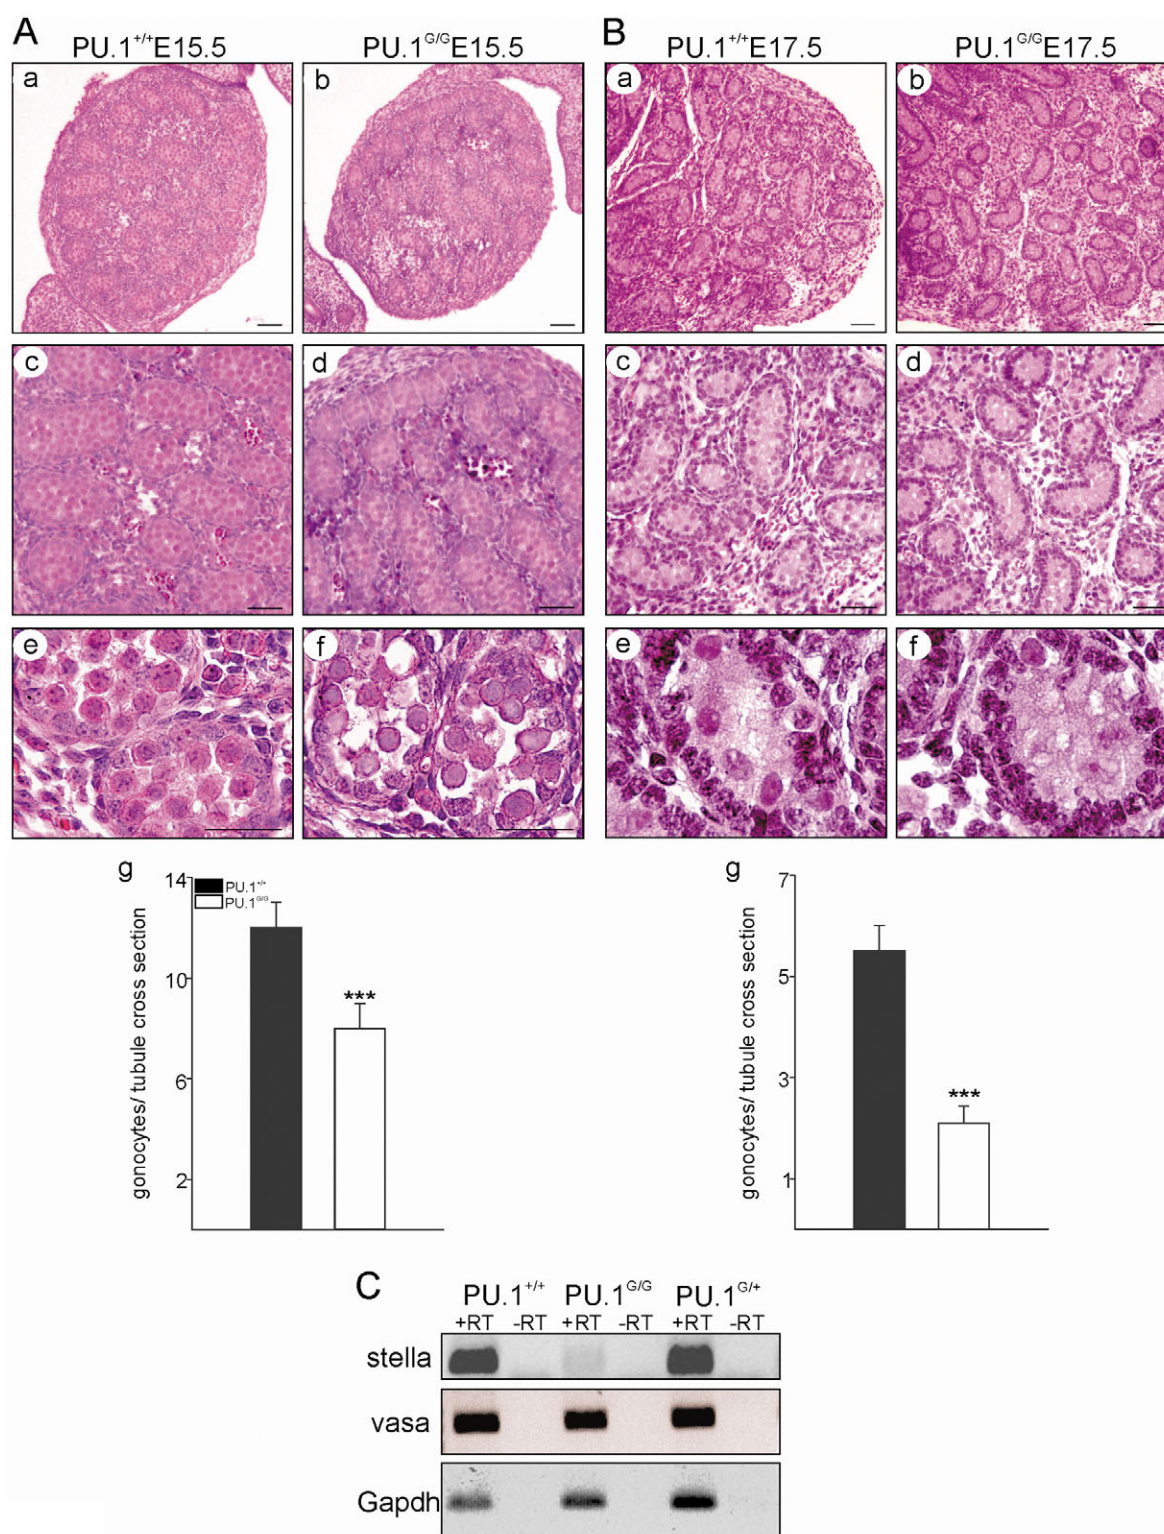 A
PU.1+/+E15.5
PU.1G/GE15.5
a
b
c
d
e
f
g
14
10
6
2
gonocytes/ tubule cross section
PU.1+/+
PU.1G/G
***
B
PU.1+/+E17.5
PU.1G/GE17.5
a
b
c
d
e
f
g
7
5
3
1
gonocytes/ tubule cross section
***
C
PU.1+/+ PU.1G/G PU.1G/+
+RT -RT +RT -RT +RT -RT
stella
vasa
Gapdh